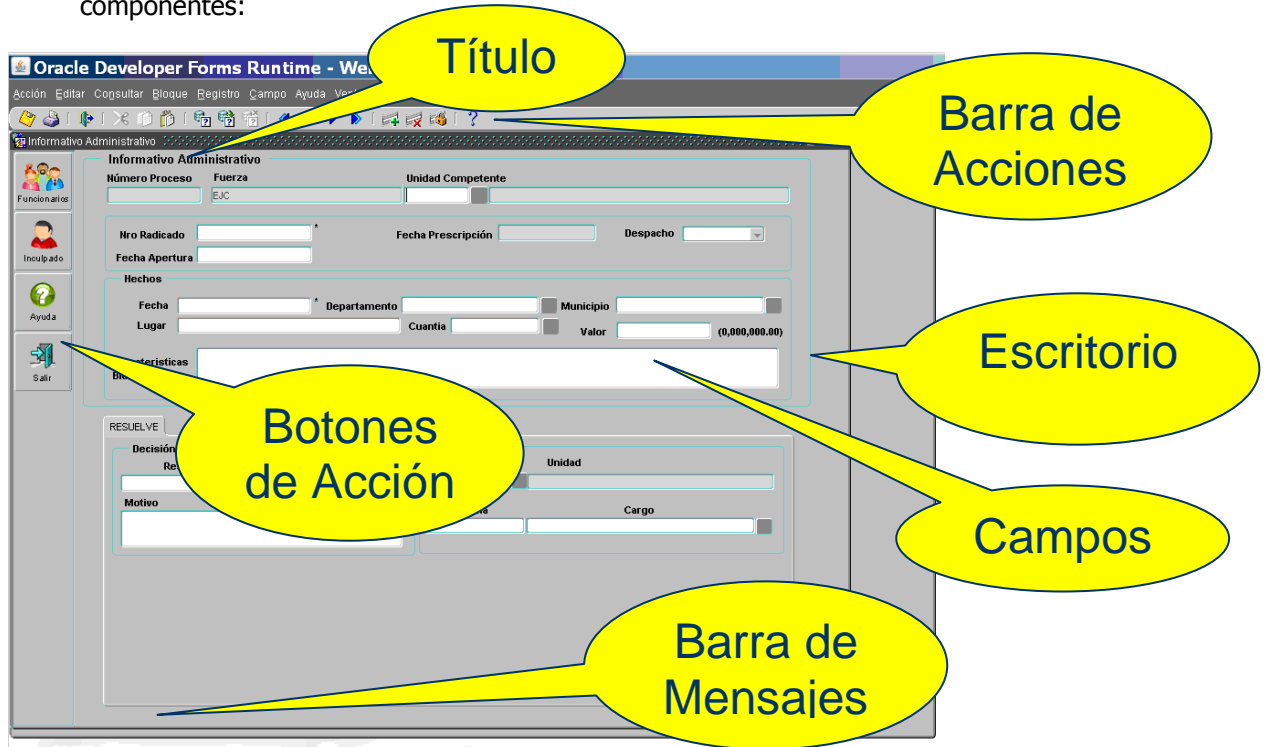 componentes:
Título
Oracle Developer Forms Runtime - We
Acción Editar Consultar Bloque Registro Campo Ayuda
Barra de
Acciones
Informativo Administrativo
Informativo Administrativo
Número Proceso Fuerza Unidad Competente
EJC
Funcionarios
Nro Radicado * Fecha Prescripción Despacho
Fecha Apertura
Inculpado
Hechos
Fecha * Departamento Municipio
Lugar Cuantia Valor (0,000,000.00)
Ayuda
Escritorio
Salir
Botones
de Acción
RESUELVE
Decisión
Unidad
Motivo
Cargo
Campos
Barra de
Mensajes